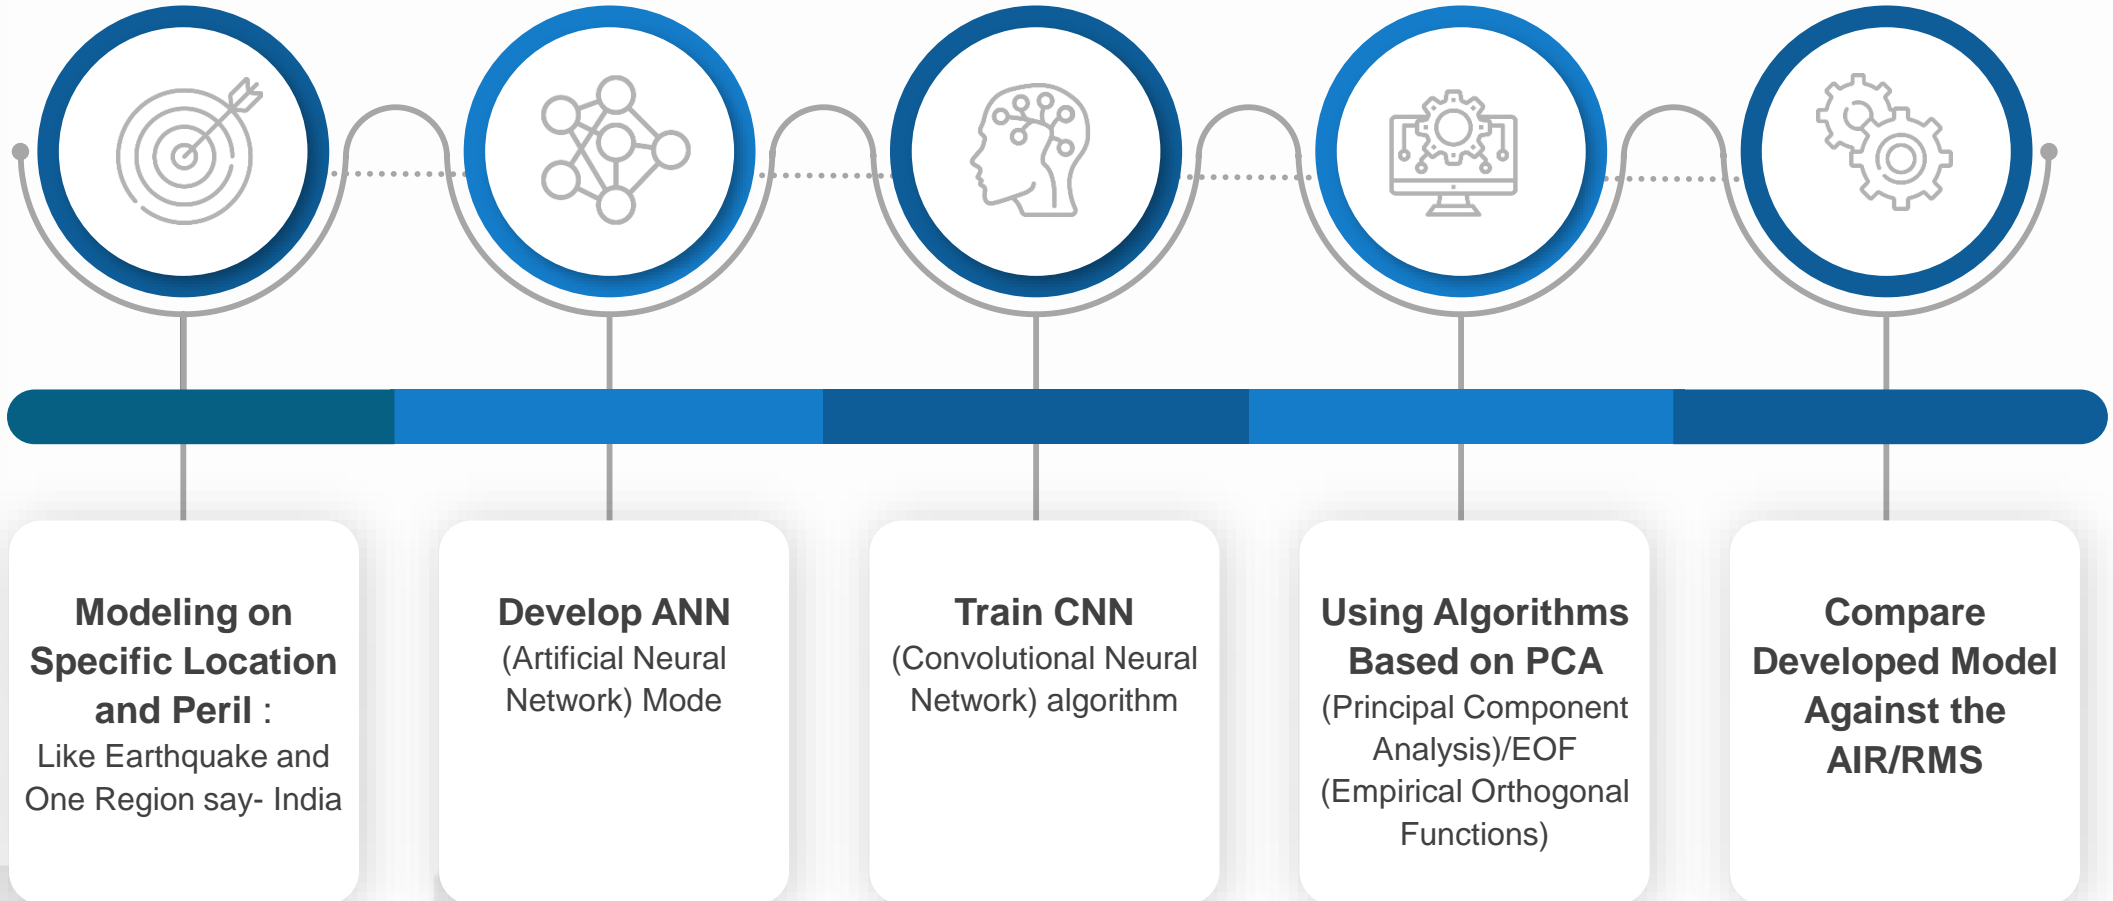 Modeling on
Specific Location
and Peril :
Like Earthquake and
One Region say- India
Develop ANN
(Artificial Neural
Network) Mode
Train CNN
(Convolutional Neural
Network) algorithm
Using Algorithms
Based on PCA
(Principal Component
Analysis)/EOF
(Empirical Orthogonal
Functions)
Compare
Developed Model
Against the
AIR/RMS